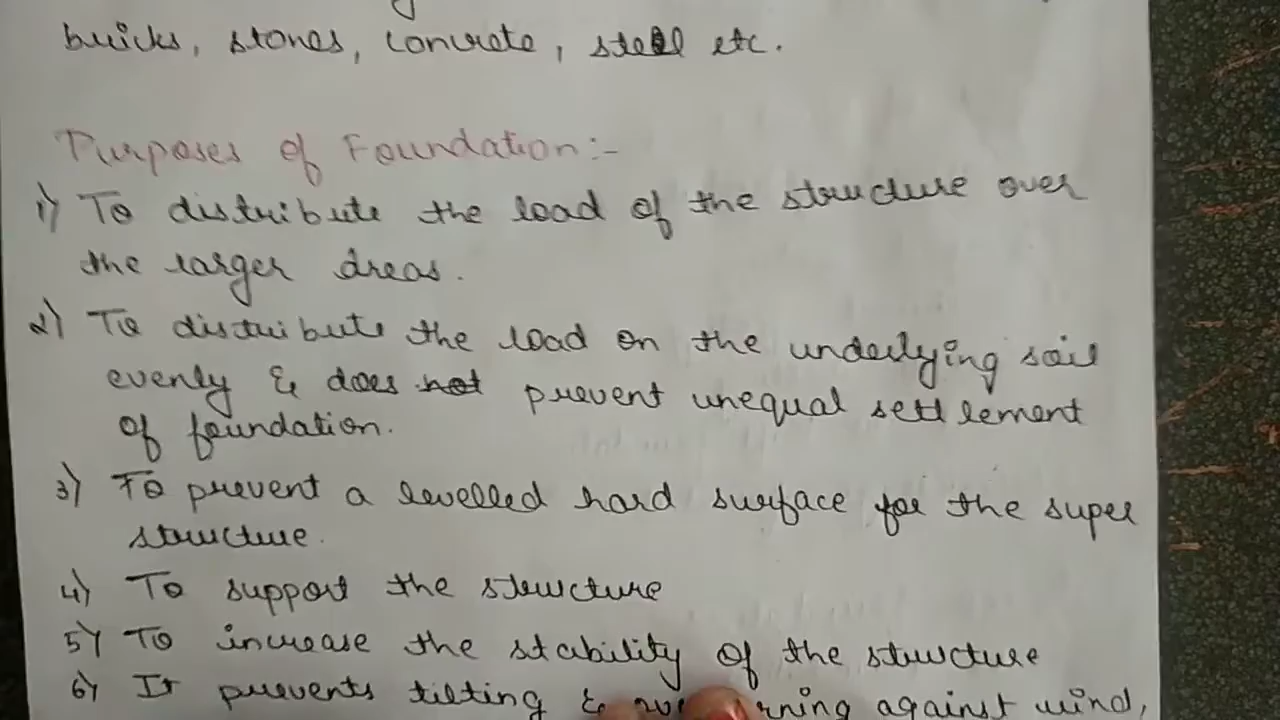 bricks, stones, concrete, steel etc.
Purposes of Foundation:-
1) To distribute the load of the structure over
the larger areas.
2) To distribute the load on the underlying soil
evenly & does not prevent unequal settlement
of foundation.
3) To prevent a levelled hard surface for the super
structure.
4) To support the structure
5) To increase the stability of the structure
6) It prevents tilting & against wind,